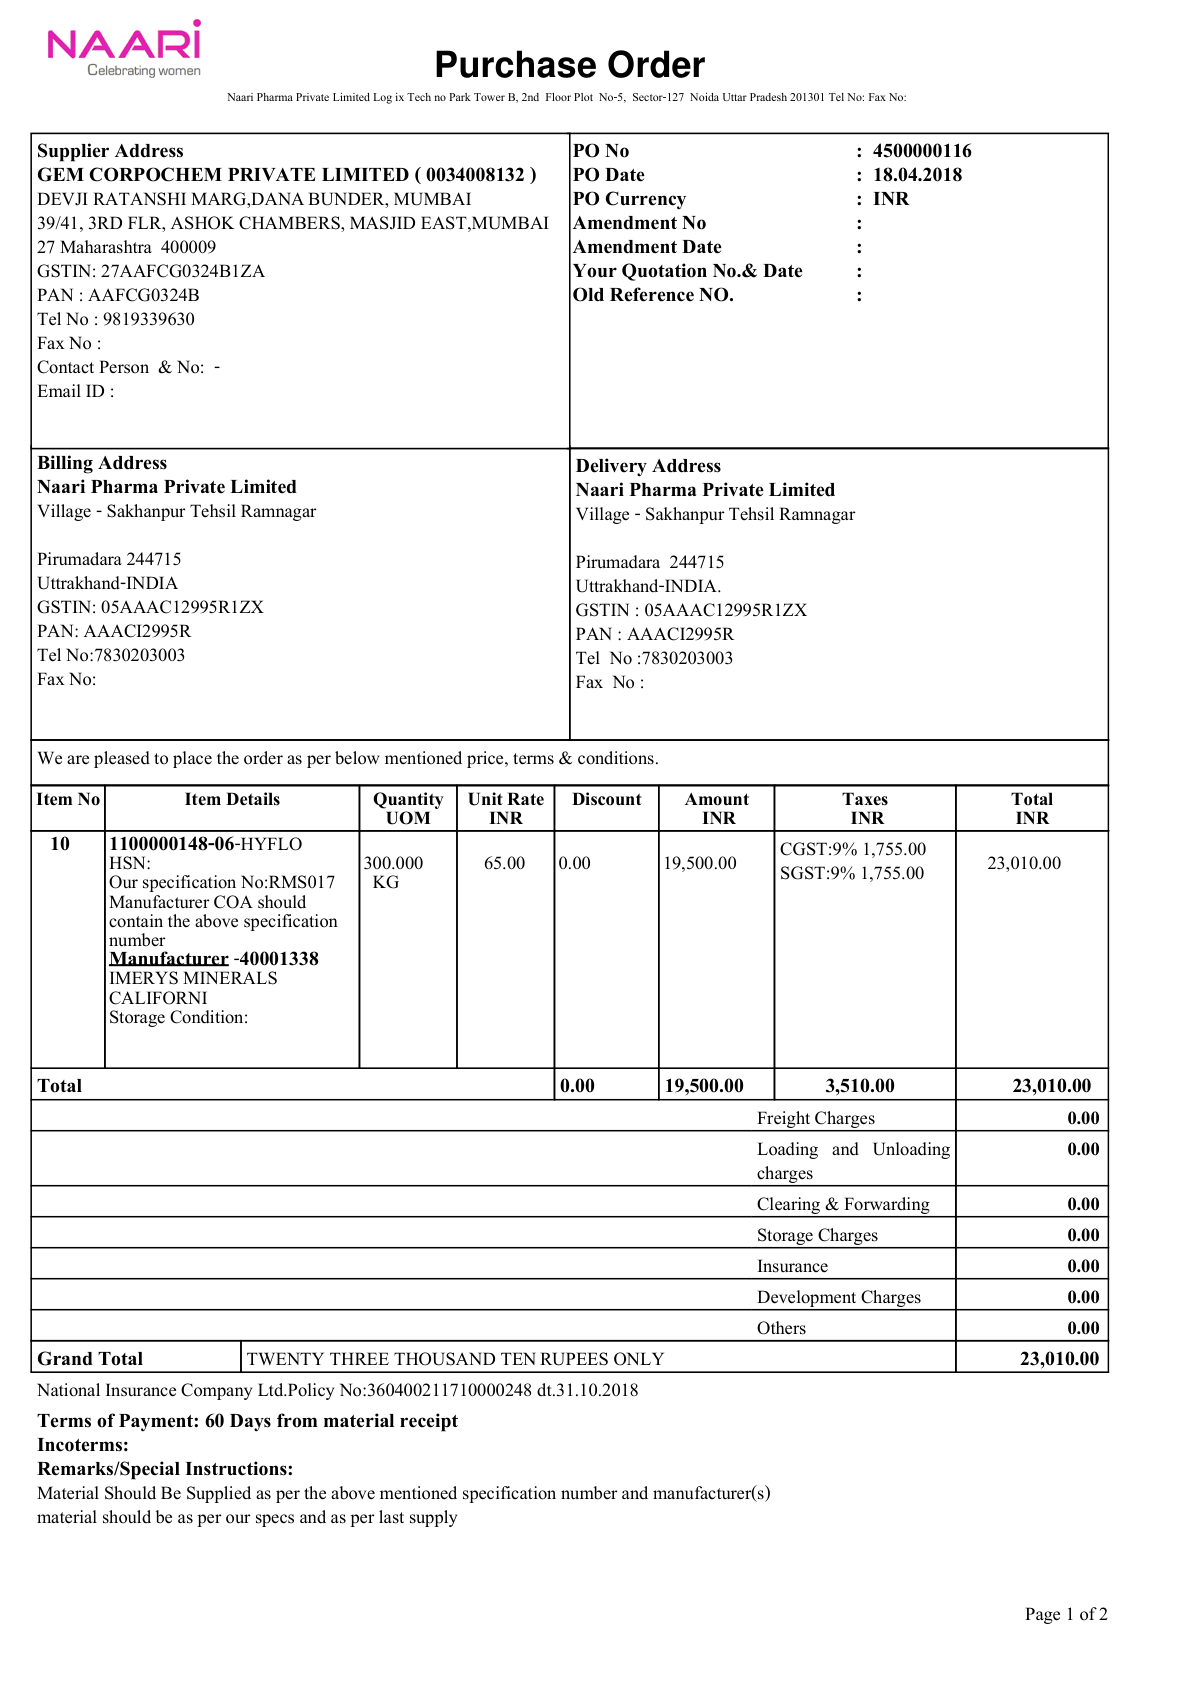 NAARi
Celebrating women
Purchase Order
Naari Pharma Private Limited Log ix Tech no Park Tower B, 2nd Floor Plot No-5, Sector-127 Noida Uttar Pradesh 201301 Tel No: Fax No:
Supplier Address
GEM CORPOCHEM PRIVATE LIMITED ( 0034008132 )
DEVJI RATANSHI MARG,DANA BUNDER, MUMBAI
39/41, 3RD FLR, ASHOK CHAMBERS, MASJID EAST,MUMBAI
27 Maharashtra 400009
GSTIN: 27AAFCG0324B1ZA
PAN : AAFCG0324B
Tel No : 9819339630
Fax No :
Contact Person & No: -
Email ID :
PO No : 4500000116
PO Date : 18.04.2018
PO Currency : INR
Amendment No :
Amendment Date :
Your Quotation No.& Date :
Old Reference NO. :
Billing Address
Naari Pharma Private Limited
Village - Sakhanpur Tehsil Ramnagar
Pirumadara 244715
Uttrakhand-INDIA
GSTIN: 05AAAC12995R1ZX
PAN: AAACI2995R
Tel No:7830203003
Fax No:
Delivery Address
Naari Pharma Private Limited
Village - Sakhanpur Tehsil Ramnagar
Pirumadara 244715
Uttrakhand-INDIA.
GSTIN : 05AAAC12995R1ZX
PAN : AAACI2995R
Tel No :7830203003
Fax No :
We are pleased to place the order as per below mentioned price, terms & conditions.
Item No Item Details Quantity Unit Rate Discount Amount Taxes Total
UOM INR INR INR INR
10 1100000148-06-HYFLO CGST:9% 1,755.00
HSN: 300.000 65.00 0.00 19,500.00 23,010.00
Our specification No:RMS017 KG SGST:9% 1,755.00
Manufacturer COA should
contain the above specification
number
Manufacturer -40001338
IMERYS MINERALS
CALIFORNI
Storage Condition:
Total 0.00 19,500.00 3,510.00 23,010.00
Freight Charges 0.00
Loading and Unloading 0.00
charges
Clearing & Forwarding 0.00
Storage Charges 0.00
Insurance 0.00
Development Charges 0.00
Others 0.00
Grand Total TWENTY THREE THOUSAND TEN RUPEES ONLY 23,010.00
National Insurance Company Ltd.Policy No:360400211710000248 dt.31.10.2018
Terms of Payment: 60 Days from material receipt
Incoterms:
Remarks/Special Instructions:
Material Should Be Supplied as per the above mentioned specification number and manufacturer(s)
material should be as per our specs and as per last supply
Page 1 of 2